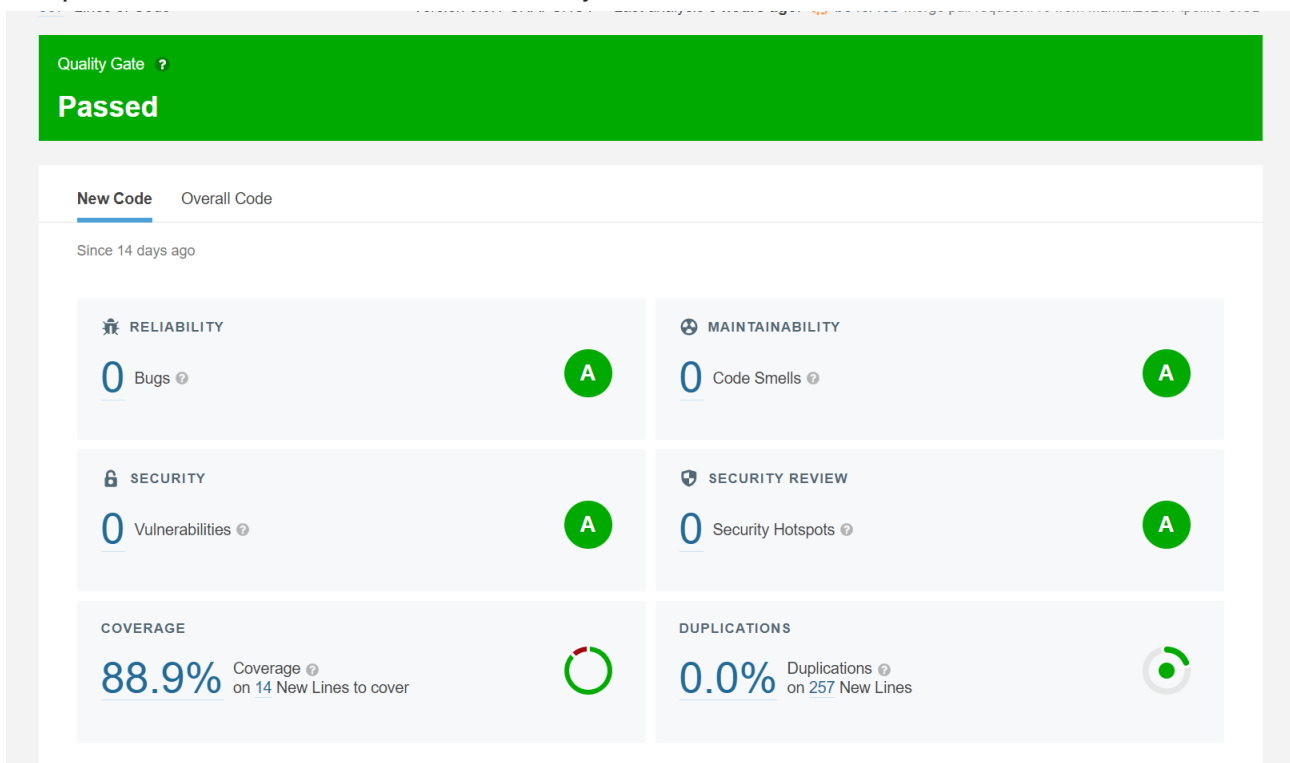 Quality Gate ?
Passed
New Code Overall Code
Since 14 days ago
RELIABILITY
0 Bugs ?
A
MAINTAINABILITY
0 Code Smells ?
A
SECURITY
0 Vulnerabilities ?
A
SECURITY REVIEW
0 Security Hotspots ?
A
COVERAGE
88.9% Coverage ?
on 14 New Lines to cover
DUPLICATIONS
0.0% Duplications ?
on 257 New Lines